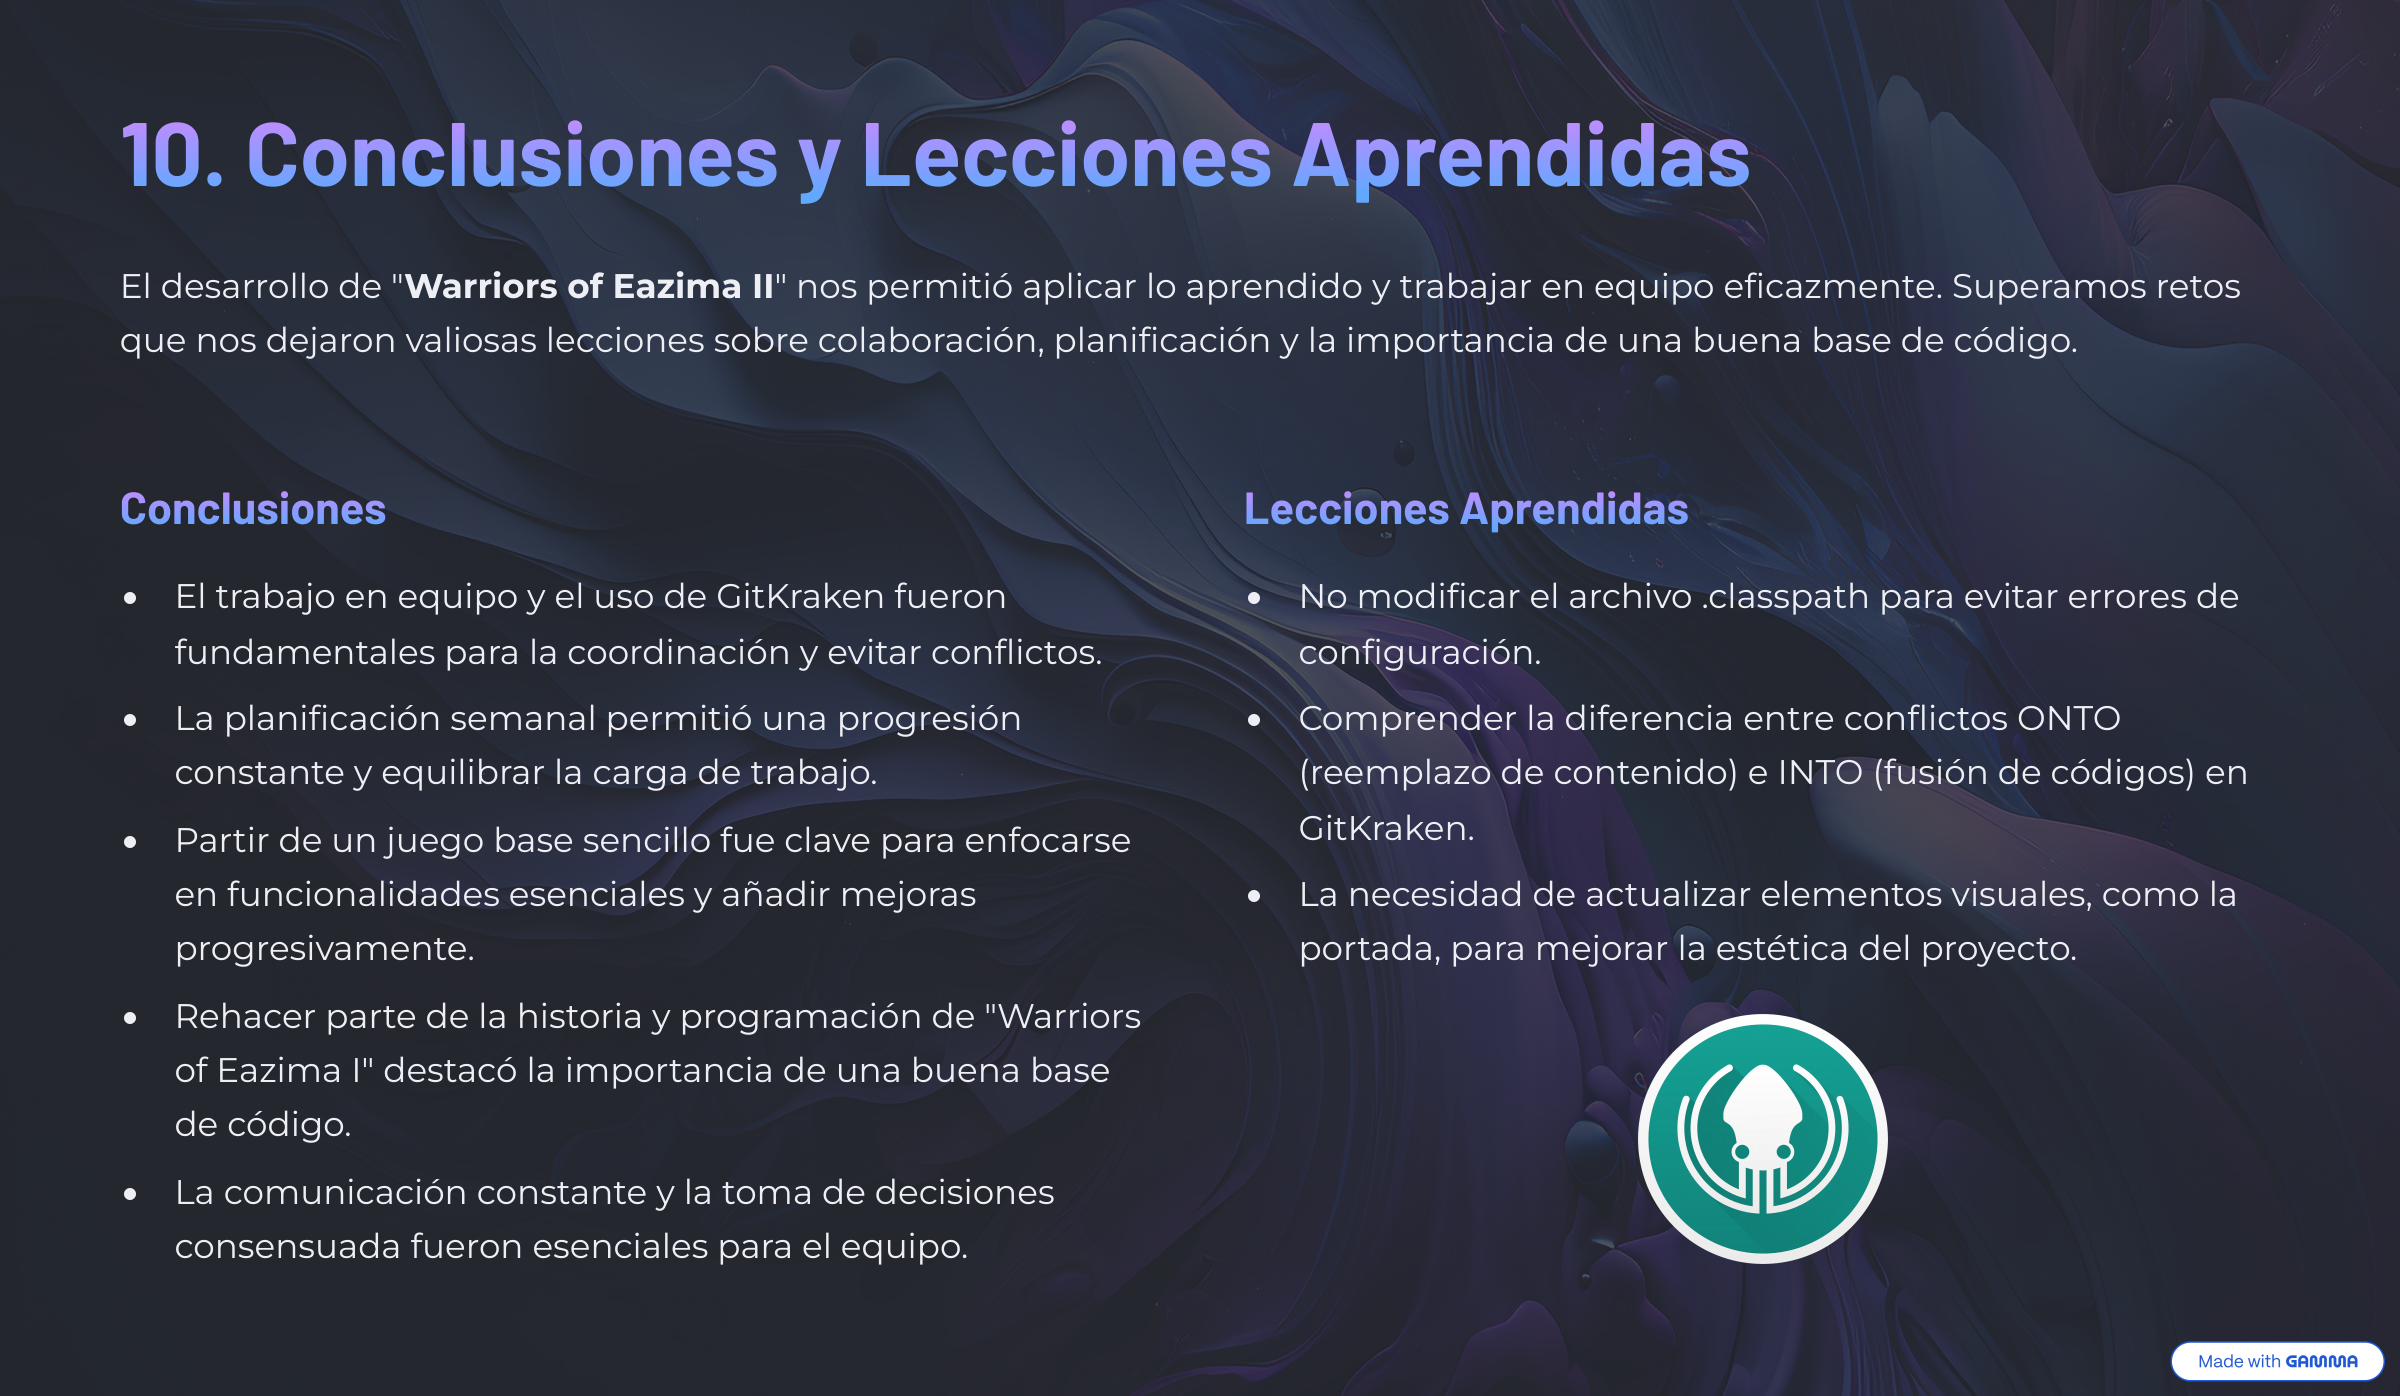 10. Conclusiones y Lecciones Aprendidas
El desarrollo de "Warriors of Eazima II" nos permitió aplicar lo aprendido y trabajar en equipo eficazmente. Superamos retos
que nos dejaron valiosas lecciones sobre colaboración, planificación y la importancia de una buena base de código.
Conclusiones
• El trabajo en equipo y el uso de GitKraken fueron
fundamentales para la coordinación y evitar conflictos.
• La planificación semanal permitió una progresión
constante y equilibrar la carga de trabajo.
• Partir de un juego base sencillo fue clave para enfocarse
en funcionalidades esenciales y añadir mejoras
progresivamente.
• Rehacer parte de la historia y programación de "Warriors
of Eazima I" destacó la importancia de una buena base
de código.
• La comunicación constante y la toma de decisiones
consensuada fueron esenciales para el equipo.
Lecciones Aprendidas
• No modificar el archivo .classpath para evitar errores de
configuración.
• Comprender la diferencia entre conflictos ONTO
(reemplazo de contenido) e INTO (fusión de códigos) en
GitKraken.
• La necesidad de actualizar elementos visuales, como la
portada, para mejorar la estética del proyecto.
Made with GAMMA